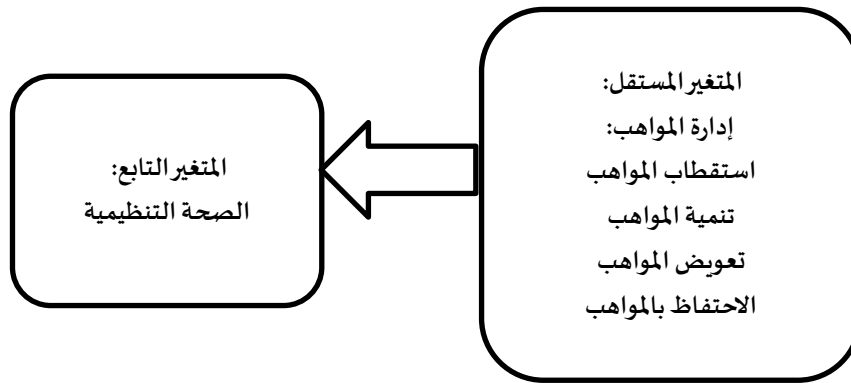 المتغير المستقل:
إدارة المواهب:
استقطاب المواهب
تنمية المواهب
تعويض المواهب
الاحتفاظ بالمواهب
المتغير التابع:
الصحة التنظيمية